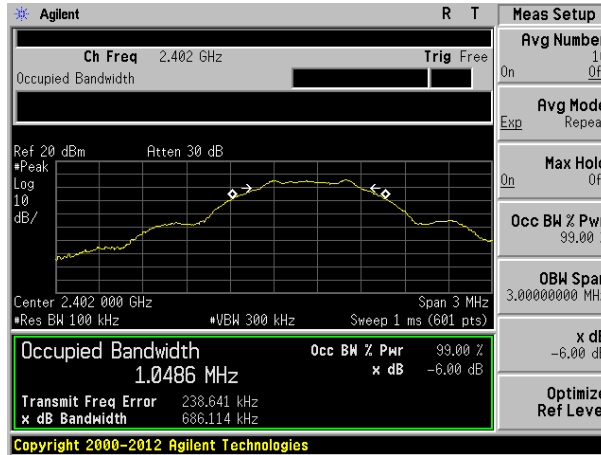 Agilent R T
Ch Freq 2.402 GHz Trig Free
Occupied Bandwidth
Ref 20 dBm Atten 30 dB
#Peak
Log
10
dB/
Center 2.402 000 GHz Span 3 MHz
#Res BW 100 kHz #VBW 300 kHz Sweep 1 ms (601 pts)
Occupied Bandwidth Occ BW % Pwr 99.00 %
1.0486 MHz x dB -6.00 dB
Transmit Freq Error 238.641 kHz
x dB Bandwidth 686.114 kHz
Copyright 2000-2012 Agilent Technologies
Meas Setup
Avg Number
On
Avg Mode
Exp Repea
Max Hold
On Of
Occ BW % Pwr
99.00
OBW Span
3.00000000 MH
x dB
-6.00 dB
Optimize
Ref Level